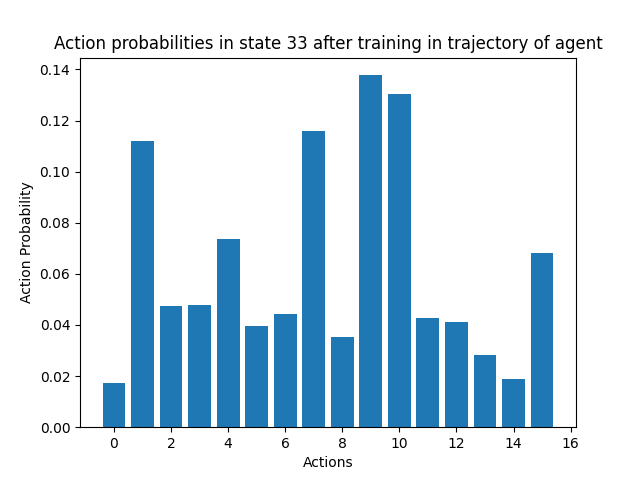 Action probabilities in state 33 after training in trajectory of agent
0.14
0.12
0.10
0.08
0.06
0.04
0.02
0.00
Action Probability
0 2 4 6 8 10 12 14 16
Actions